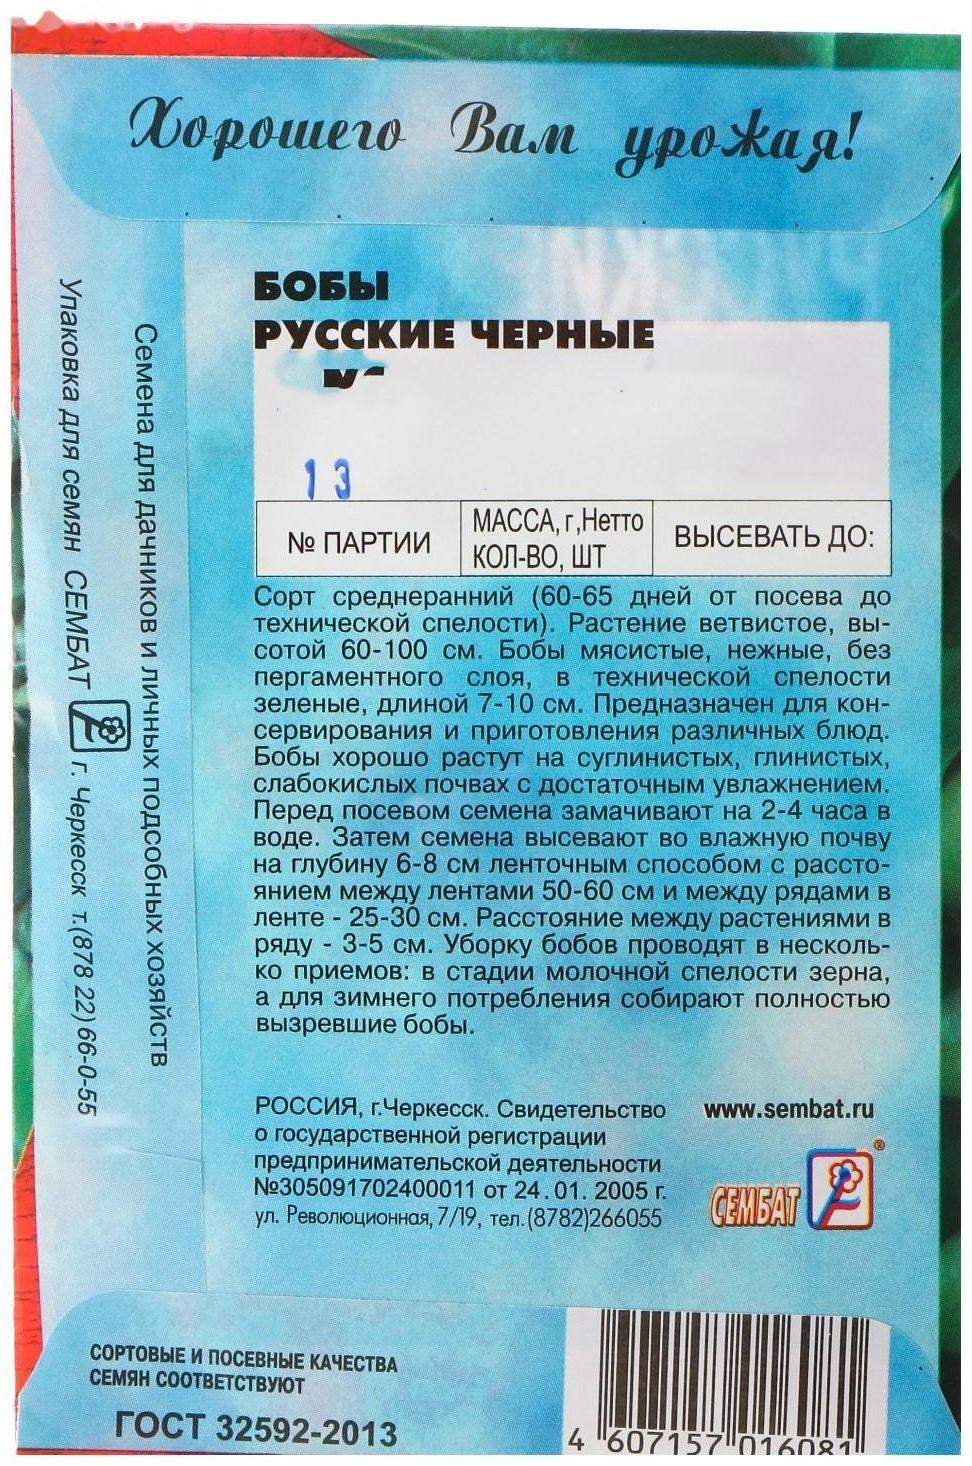 Хорошего Вам урожая!
БОБЫ
РУССКИЕ ЧЕРНЫЕ
13
№ ПАРТИИ
МАССА, г,Нетто
КОЛ-ВО, ШТ
ВЫСЕВАТЬ ДО:
Сорт среднеранний (60-65 дней от посева до
технической спелости). Растение ветвистое, вы-
сотой 60-100 см. Бобы мясистые, нежные, без
пергаментного слоя, в технической спелости
зеленые, длиной 7-10 см. Предназначен для кон-
сервирования и приготовления различных блюд.
Бобы хорошо растут на суглинистых, глинистых,
слабокислых почвах с достаточным увлажнением.
Перед посевом семена замачивают на 2-4 часа в
воде. Затем семена высевают во влажную почву
на глубину 6-8 см ленточным способом с рассто-
янием между лентами 50-60 см и между рядами в
ленте - 25-30 см. Расстояние между растениями в
ряду - 3-5 см. Уборку бобов проводят в несколь-
ко приемов: в стадии молочной спелости зерна,
а для зимнего потребления собирают полностью
вызревшие бобы.
РОССИЯ, г.Черкесск. Свидетельство
о государственной регистрации
предпринимательской деятельности
№305091702400011 от 24.01.2005 г.
ул. Революционная, 7/19, тел.(8782)266055
www.sembat.ru
СЕМБАТ ®
Семена для дачников и личных подсобных хозяйств
Упаковка для семян СЕМБАТ г. Черкесск т.(878 22) 66-0-55
СОРТОВЫЕ И ПОСЕВНЫЕ КАЧЕСТВА
СЕМЯН СООТВЕТСТВУЮТ
ГОСТ 32592-2013
4 607157 016081